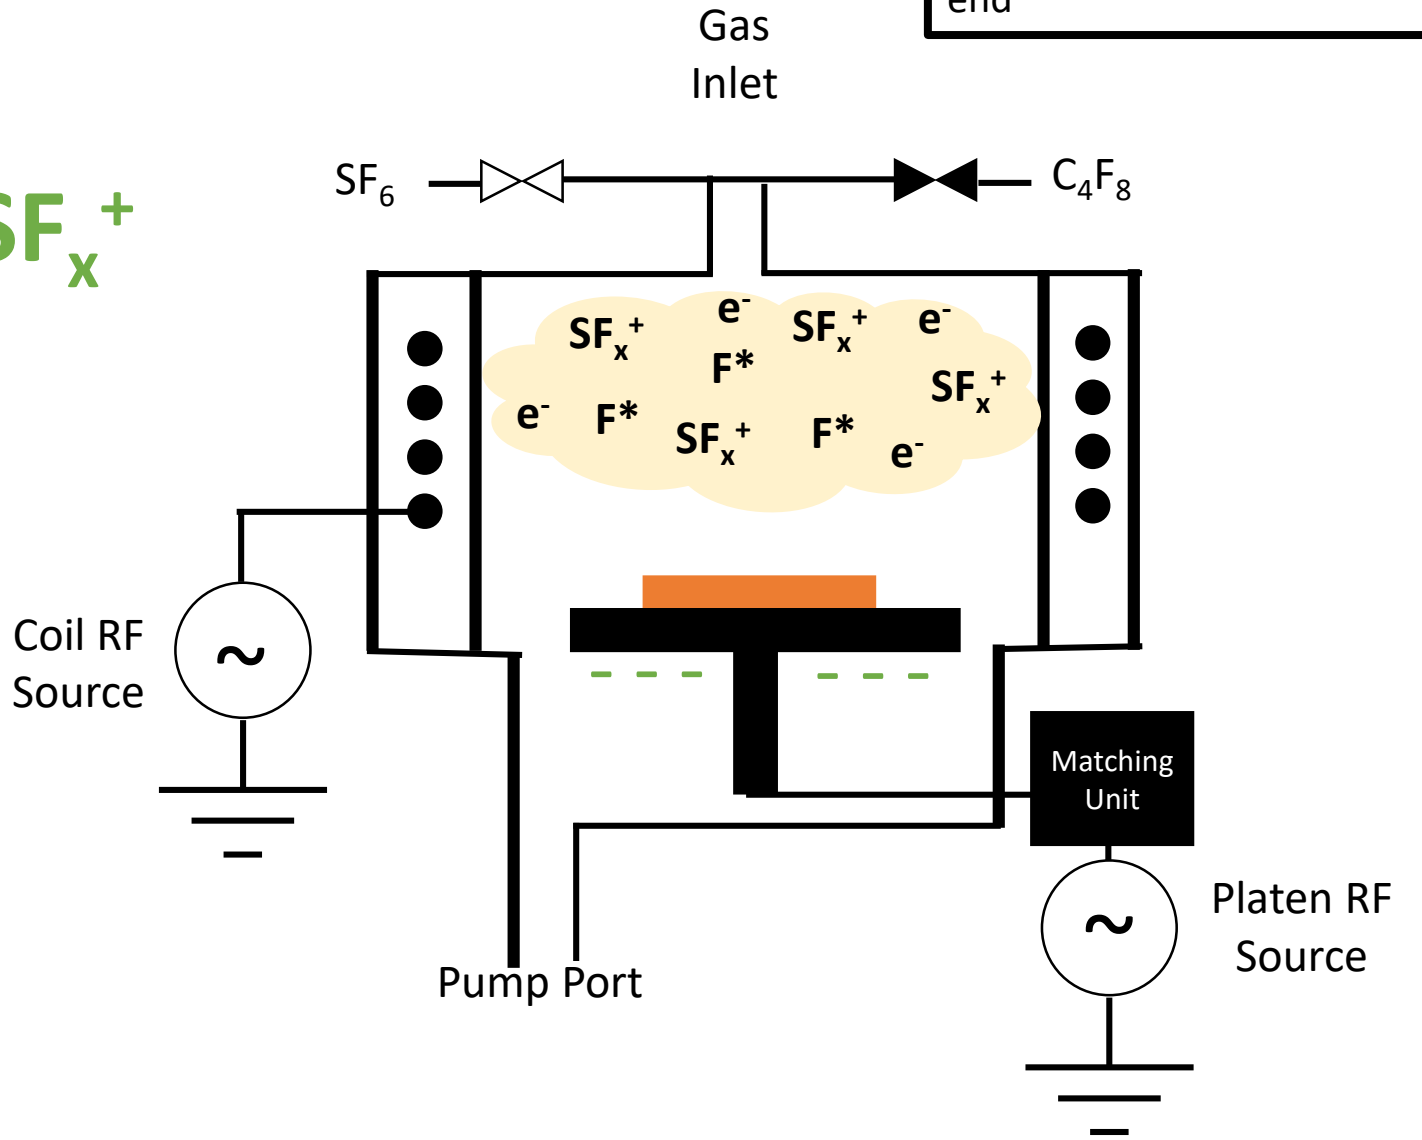 end
Gas
Inlet
SF₆
C₄F₈
SFₓ⁺
SFₓ⁺
e⁻
SFₓ⁺
e⁻
F*
SFₓ⁺
e⁻
F*
SFₓ⁺
F*
e⁻
Coil RF
Source
~
Matching
Unit
Platen RF
Source
~
Pump Port